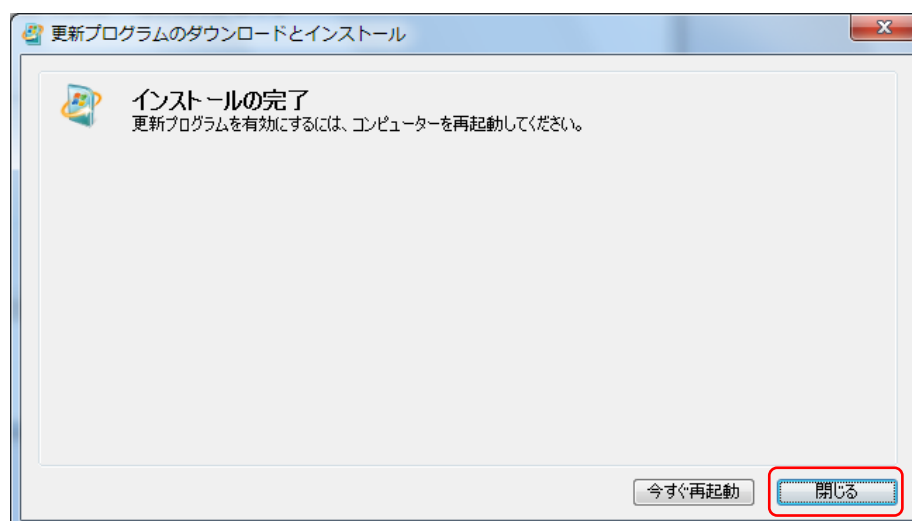 更新プログラムのダウンロードとインストール
インストールの完了
更新プログラムを有効にするには、コンピューターを再起動してください。
今すぐ再起動
閉じる